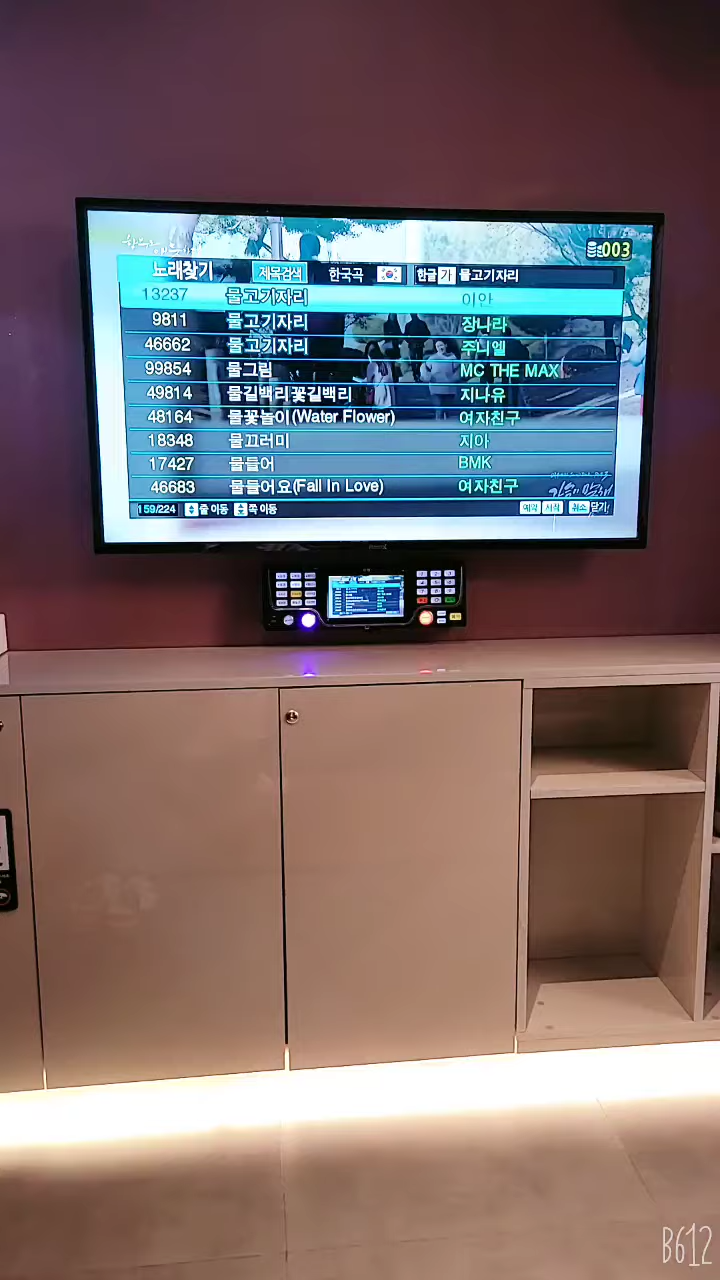 003
노래찾기 제목검색 한국곡 한글 가 물고기자리
13237 물고기자리 이안
9811 물고기자리 장나라
46662 물고기자리 주니엘
99854 물그림 MC THE MAX
49814 물길백리꽃길백리 지나유
48164 물꽃놀이(Water Flower) 여자친구
18348 물끄러미 지아
17427 물들어 BMK
46683 물들어요(Fall In Love) 여자친구
159/224 줄 이동 쪽 이동 예약 시작 취소 닫기
B612